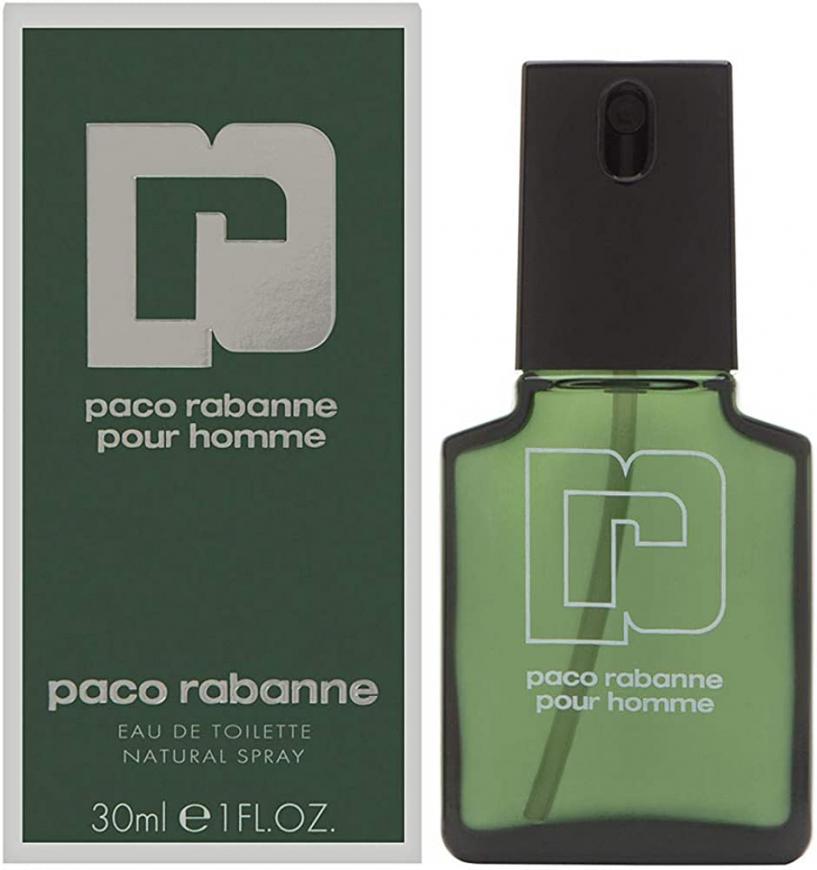 paco rabanne
pour homme
paco rabanne
EAU DE TOILETTE
NATURAL SPRAY
30ml ℮ 1FL.OZ.
paco rabanne
pour homme